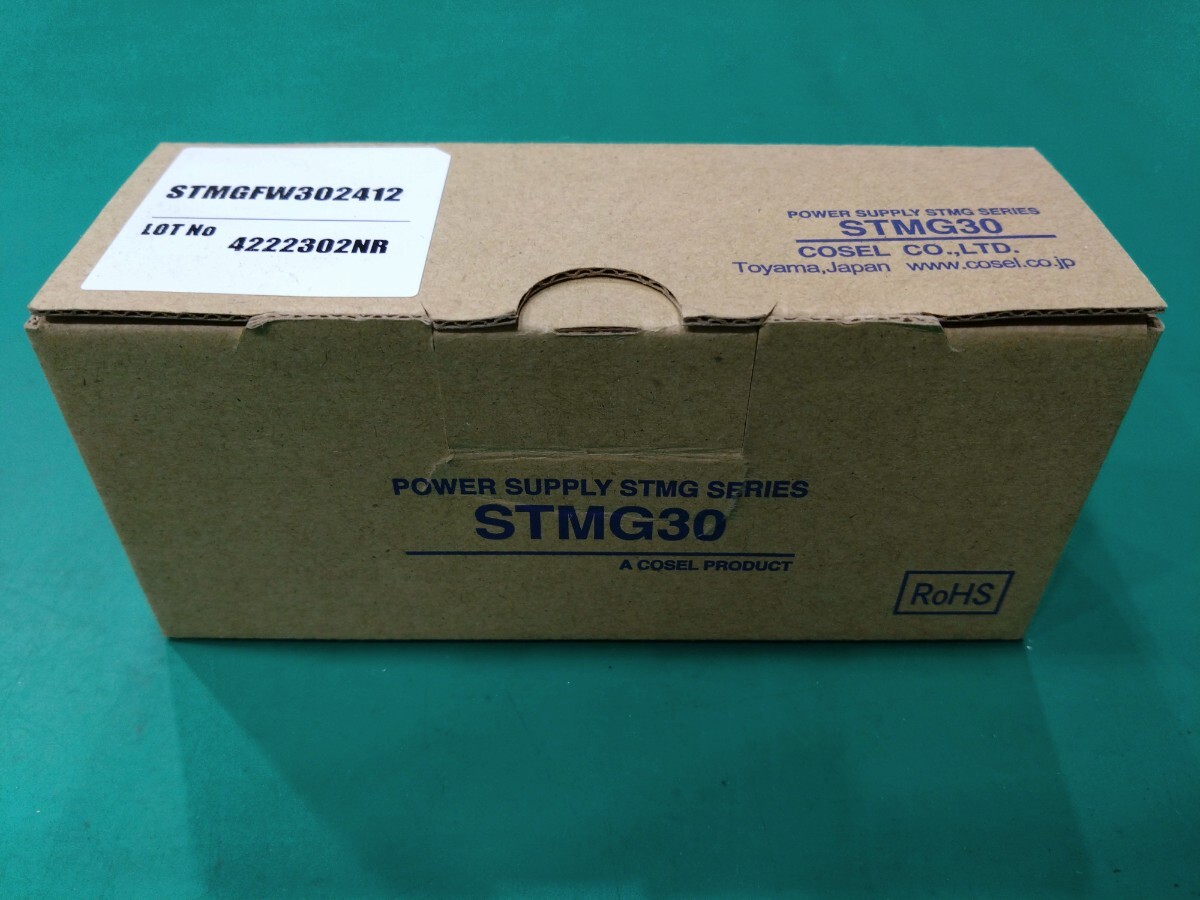 STMGFW302412
LOT No 4222302NR
POWER SUPPLY STMG SERIES
STMG30
COSEL CO.,LTD.
Toyama,Japan www.cosel.co.jp
POWER SUPPLY STMG SERIES
STMG30
A COSEL PRODUCT
RoHS